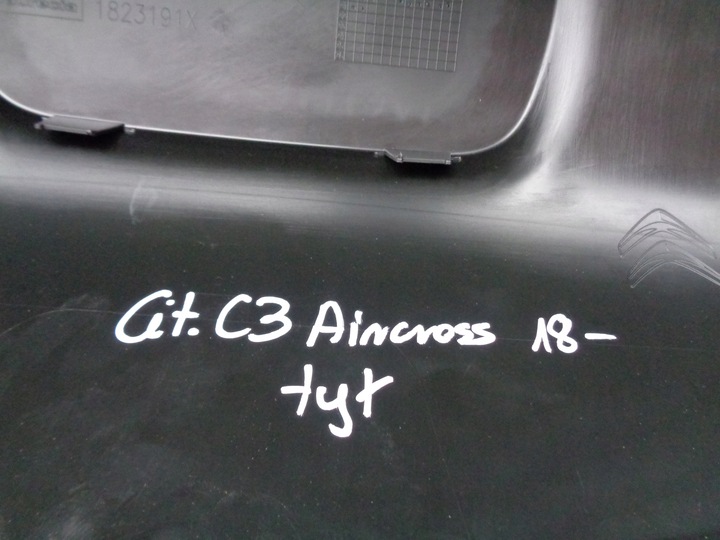 1823191X
Cit. C3 Aircross 18-
tył